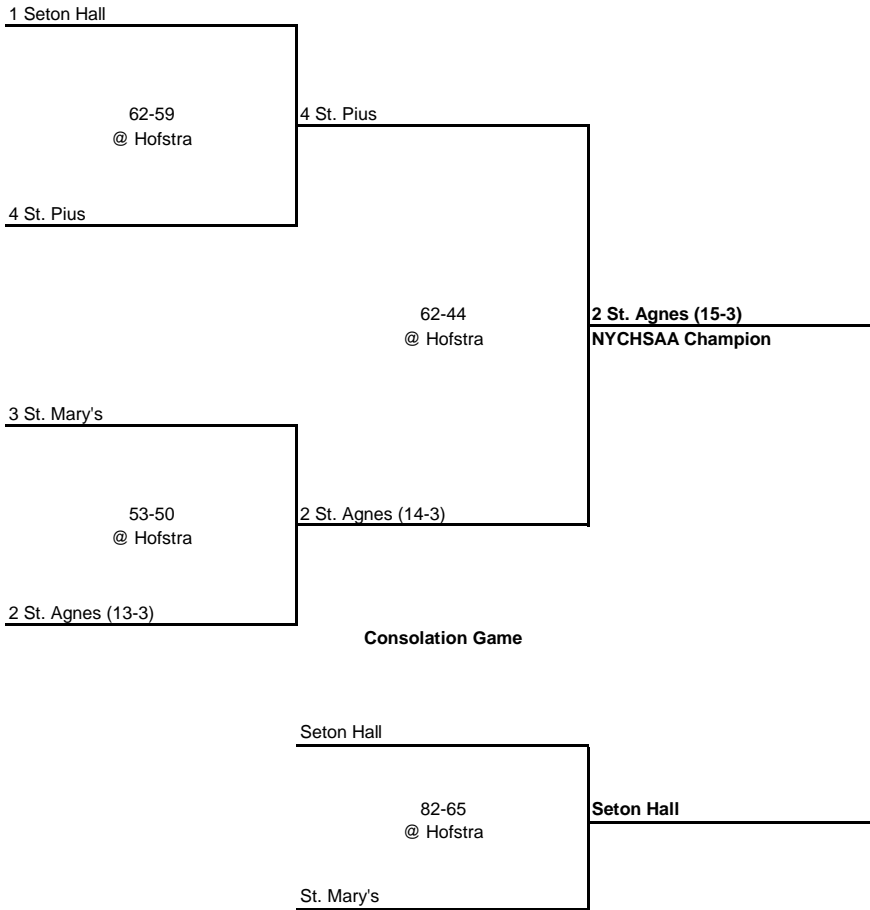 1 Seton Hall
62-59
@ Hofstra
4 St. Pius
4 St. Pius
62-44
@ Hofstra
2 St. Agnes (15-3)
NYCHSAA Champion
3 St. Mary's
53-50
@ Hofstra
2 St. Agnes (14-3)
2 St. Agnes (13-3)
Consolation Game
Seton Hall
82-65
@ Hofstra
Seton Hall
St. Mary's